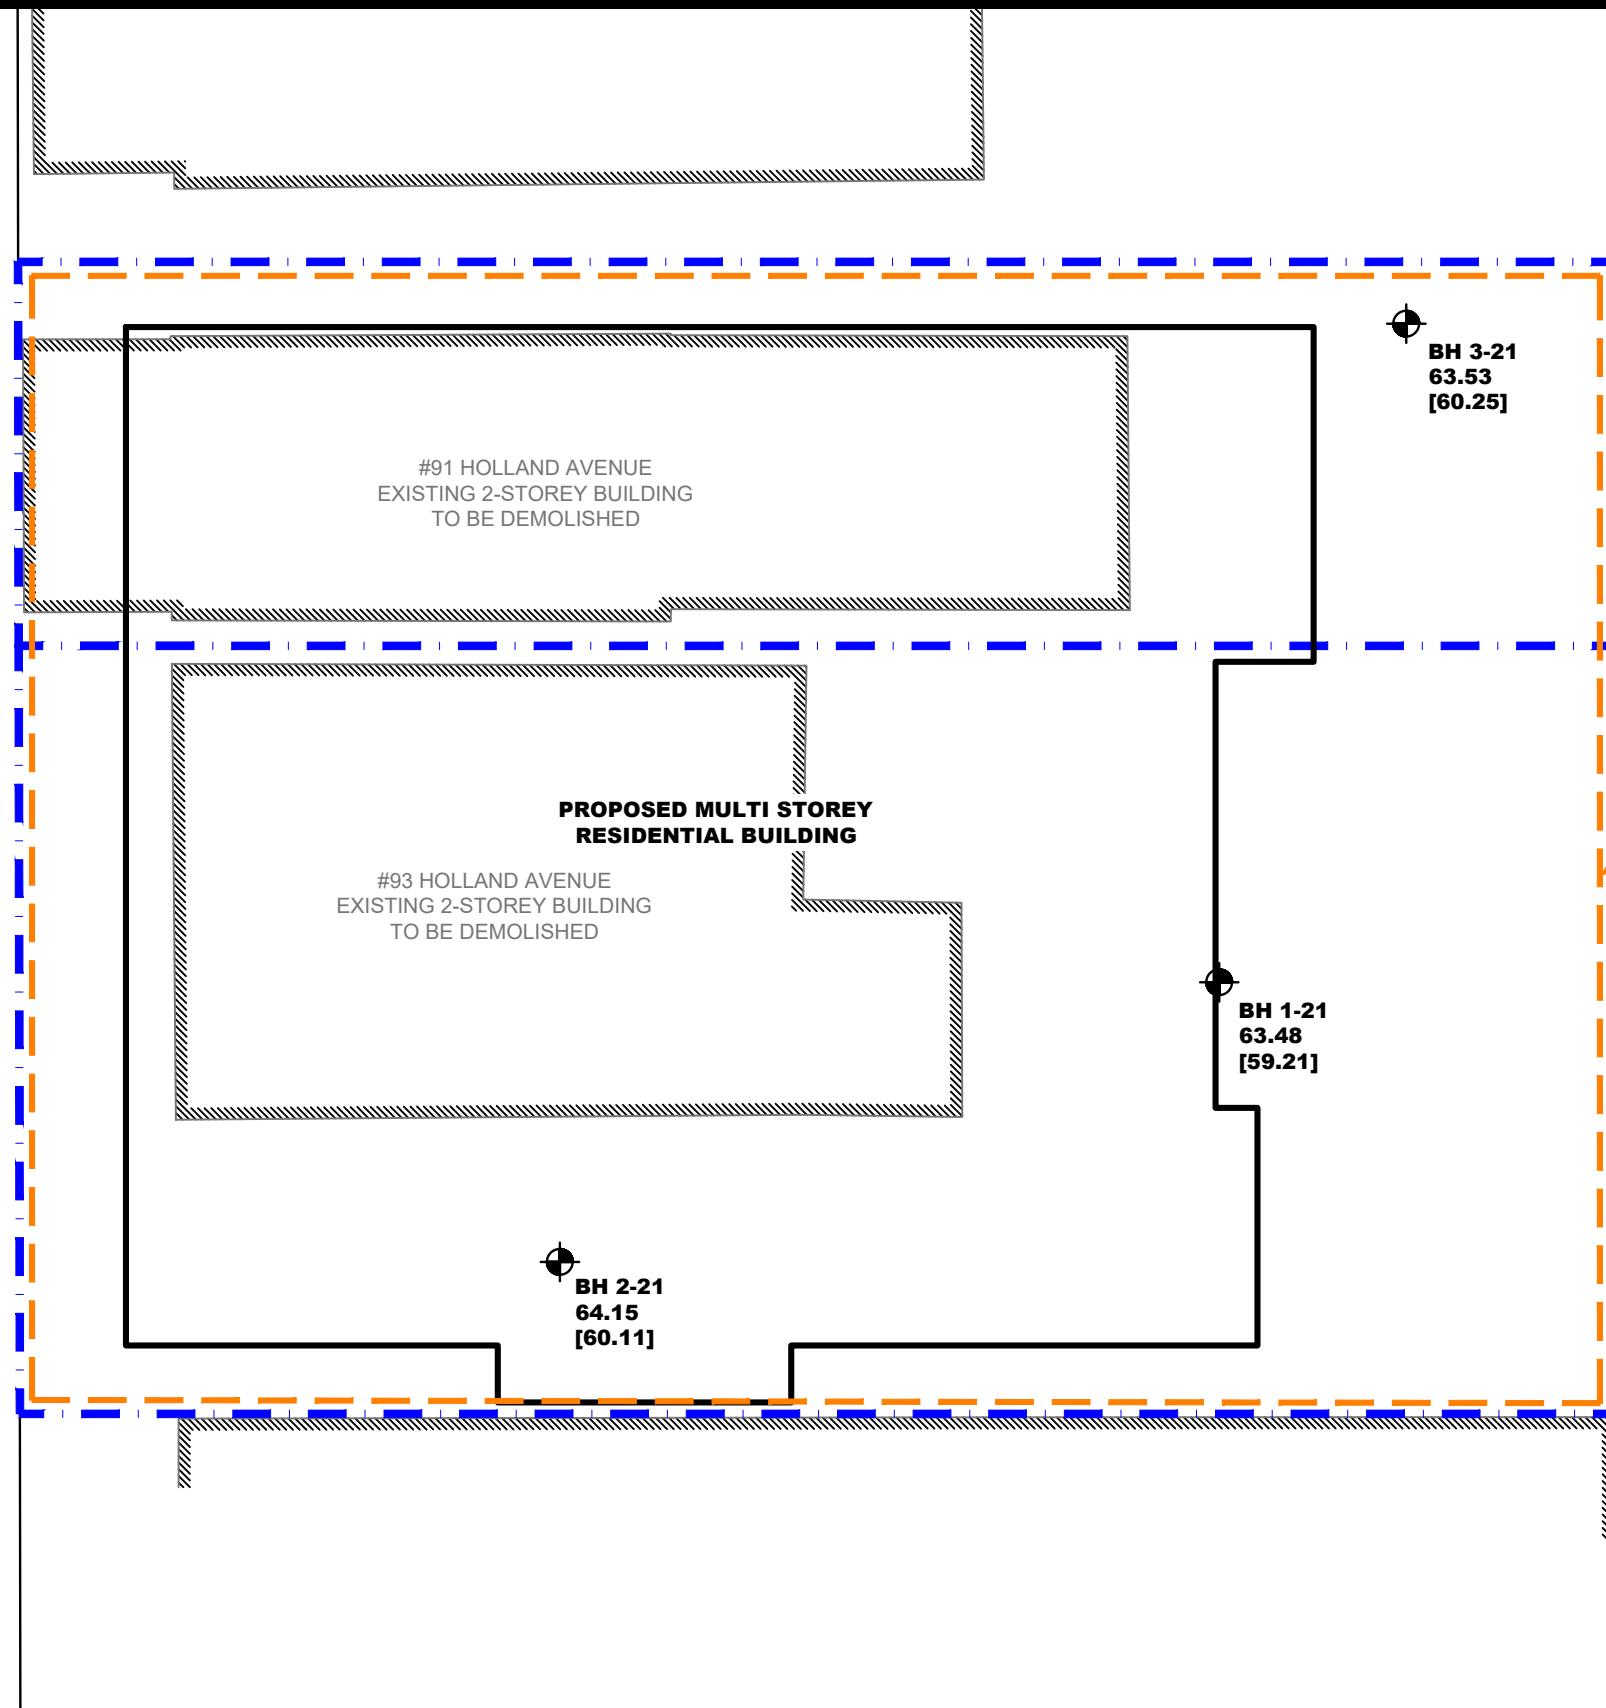 BH 3-21
63.53
[60.25]
#91 HOLLAND AVENUE
EXISTING 2-STOREY BUILDING
TO BE DEMOLISHED
PROPOSED MULTI STOREY
RESIDENTIAL BUILDING
#93 HOLLAND AVENUE
EXISTING 2-STOREY BUILDING
TO BE DEMOLISHED
BH 1-21
63.48
[59.21]
BH 2-21
64.15
[60.11]